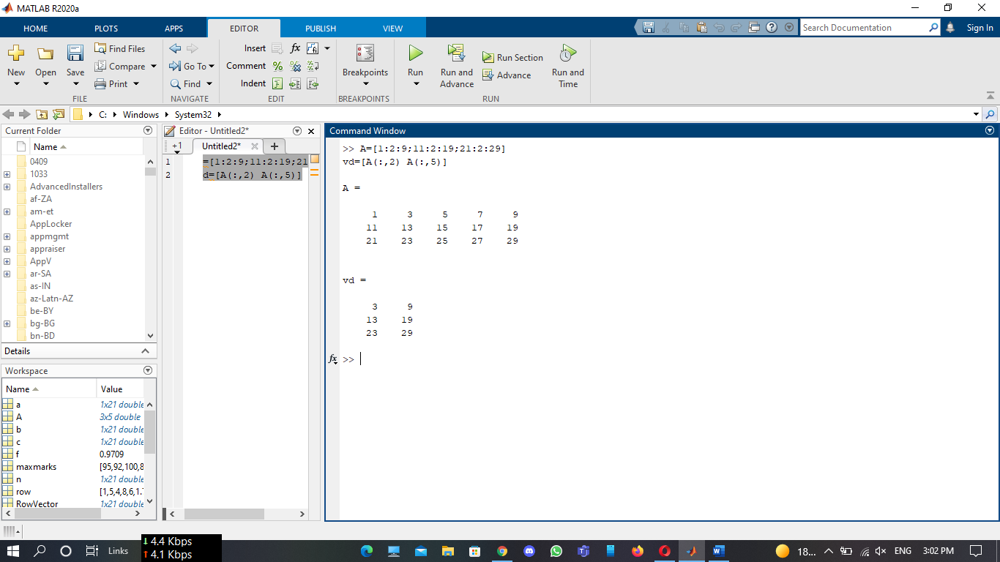 MATLAB R2020a
HOME PLOTS APPS EDITOR PUBLISH VIEW Search Documentation Sign In
New Open Save Find Files Compare Print
FILE
Go To Find
NAVIGATE
Insert fx
Comment
Indent
EDIT
Breakpoints
BREAKPOINTS
Run Run and Advance Run Section Advance Run and Time
RUN
C: Windows System32
Current Folder
Name
0409
1033
AdvancedInstallers
af-ZA
am-et
AppLocker
appmgmt
appraiser
AppV
ar-SA
as-IN
az-Latn-AZ
be-BY
bg-BG
bn-BD
Details
Workspace
Name Value
a 1x21 double
A 3x5 double
b 1x21 double
c 1x21 double
f 0.9709
maxmarks [95,92,100,8
n 1x21 double
row [1,5,4,8,6,1.
RowVector 1x21 double
Editor - Untitled2*
+1 Untitled2*
1 =[1:2:9;11:2:19;21
2 d=[A(:,2) A(:,5)]
Command Window
>> A=[1:2:9;11:2:19;21:2:29]
vd=[A(:,2) A(:,5)]
A =
1 3 5 7 9
11 13 15 17 19
21 23 25 27 29
vd =
3 9
13 19
23 29
fx >>
Links
4.4 Kbps
4.1 Kbps
18... ENG 3:02 PM